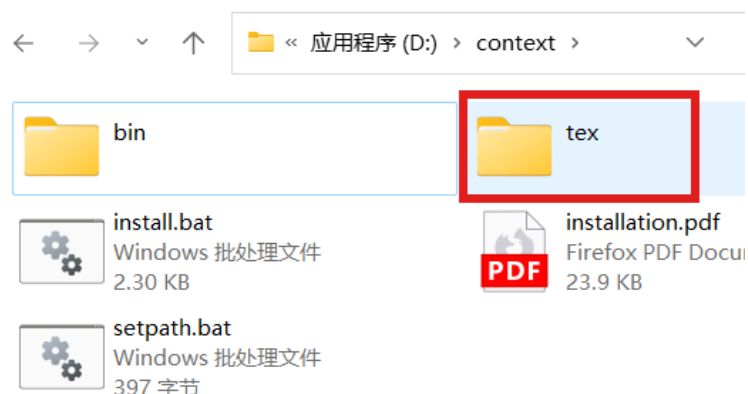 « 应用程序 (D:) › context ›
bin
tex
install.bat
Windows 批处理文件
2.30 KB
installation.pdf
Firefox PDF Docu
23.9 KB
PDF
setpath.bat
Windows 批处理文件
397 字节